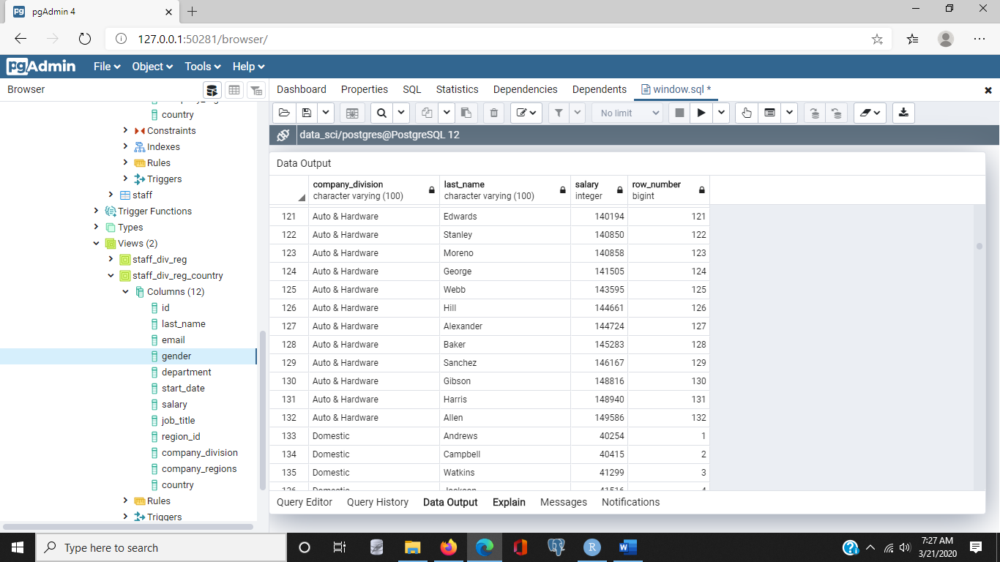 pgAdmin 4
127.0.0.1:50281/browser/
pgAdmin File Object Tools Help
Browser
Dashboard Properties SQL Statistics Dependencies Dependents window.sql *
country
Constraints
Indexes
Rules
Triggers
staff
Trigger Functions
Types
Views (2)
staff_div_reg
staff_div_reg_country
Columns (12)
id
last_name
email
gender
department
start_date
salary
job_title
region_id
company_division
company_regions
country
Rules
Triggers
No limit
data_sci/postgres@PostgreSQL 12
Data Output
company_division last_name salary row_number
character varying (100) character varying (100) integer bigint
121 Auto & Hardware Edwards 140194 121
122 Auto & Hardware Stanley 140850 122
123 Auto & Hardware Moreno 140858 123
124 Auto & Hardware George 141505 124
125 Auto & Hardware Webb 143595 125
126 Auto & Hardware Hill 144661 126
127 Auto & Hardware Alexander 144724 127
128 Auto & Hardware Baker 145283 128
129 Auto & Hardware Sanchez 146167 129
130 Auto & Hardware Gibson 148816 130
131 Auto & Hardware Harris 148940 131
132 Auto & Hardware Allen 149586 132
133 Domestic Andrews 40254 1
134 Domestic Campbell 40415 2
135 Domestic Watkins 41299 3
136 Domestic Jackson 41516 4
Query Editor Query History Data Output Explain Messages Notifications
Type here to search
7:27 AM
3/21/2020